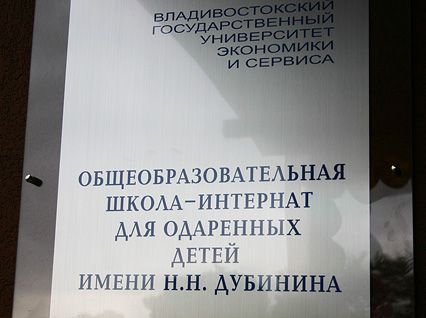 ВЛАДИВОСТОКСКИЙ
ГОСУДАРСТВЕННЫЙ
УНИВЕРСИТЕТ
ЭКОНОМИКИ
И СЕРВИСА
ОБЩЕОБРАЗОВАТЕЛЬНАЯ
ШКОЛА-ИНТЕРНАТ
ДЛЯ ОДАРЕННЫХ
ДЕТЕЙ
ИМЕНИ Н.Н. ДУБИНИНА